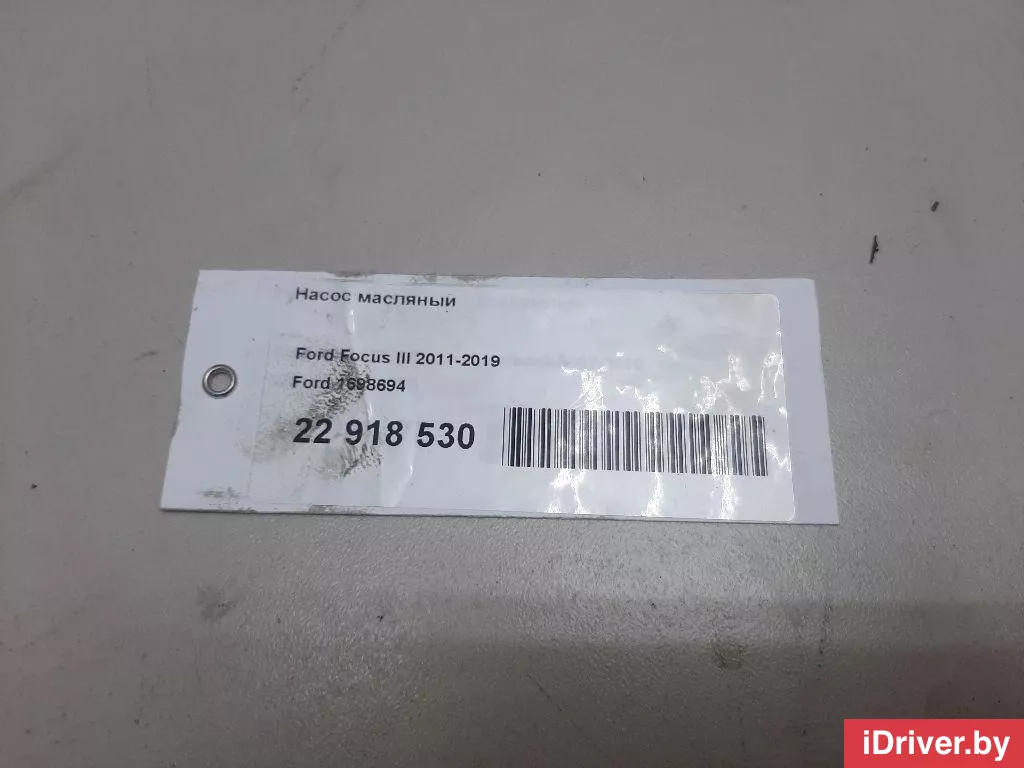 Насос масляный
Ford Focus III 2011-2019
Ford 1698694
22 918 530
iDriver.by